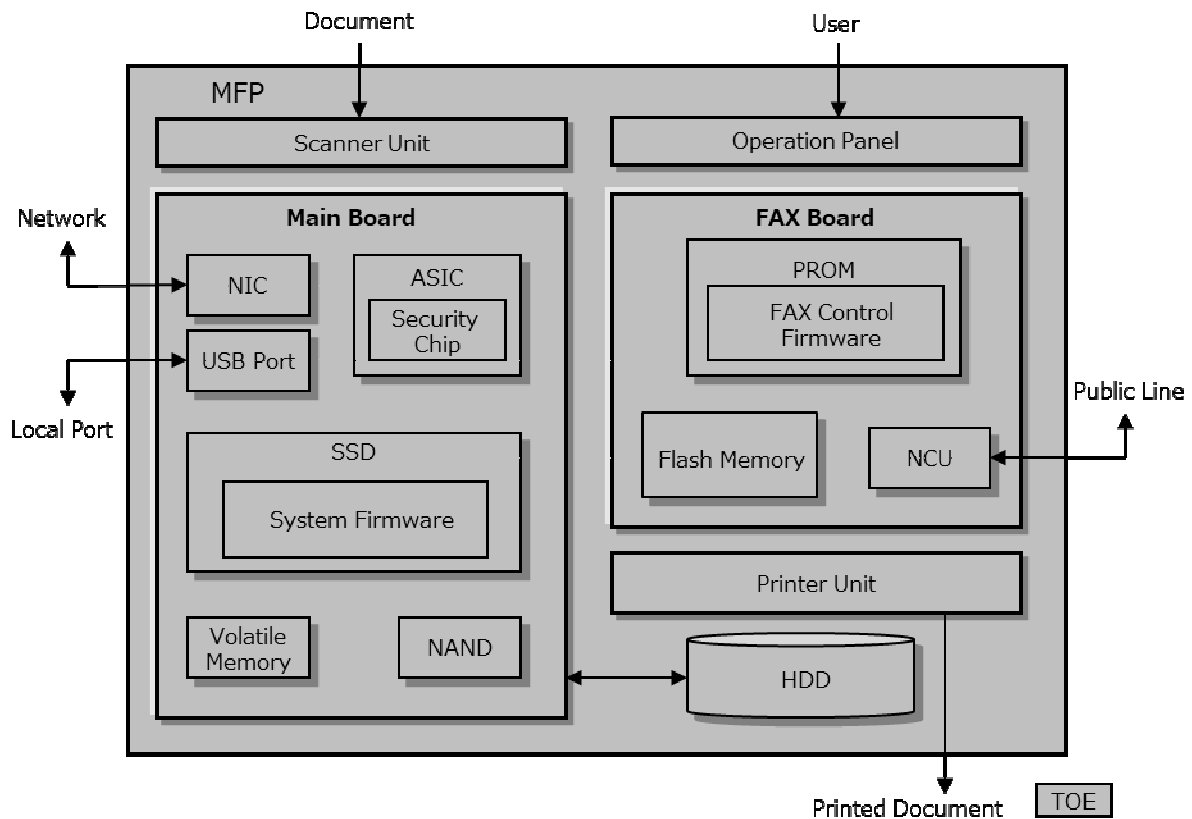 Document
User
MFP
Scanner Unit
Operation Panel
Main Board
FAX Board
Network
NIC
ASIC
Security
Chip
PROM
FAX Control
Firmware
USB Port
Local Port
Public Line
SSD
System Firmware
Flash Memory
NCU
Printer Unit
Volatile
Memory
NAND
HDD
Printed Document
TOE